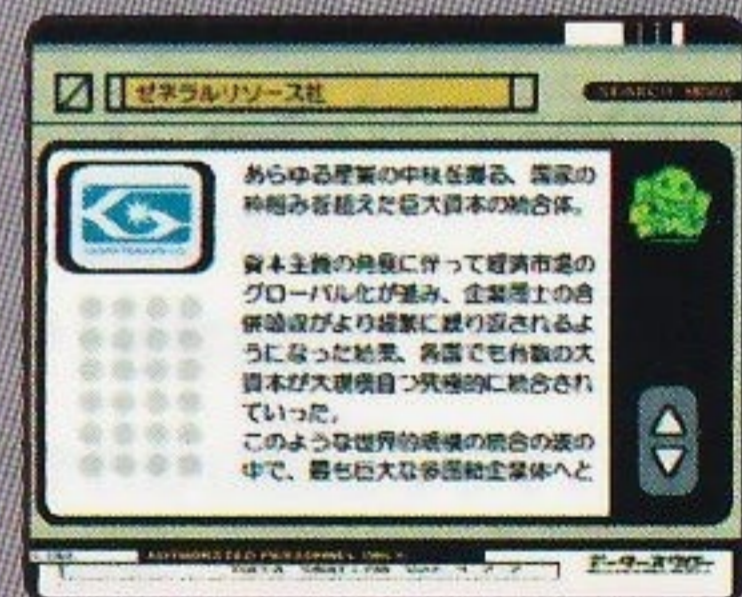 ゼネラルリソース社
SEARCH MODE
あらゆる産業の中枢を握る、国家の
枠組みを超えた巨大資本の統合体。
資本主義の発展に伴って経済市場の
グローバル化が進み、企業同士の合
併吸収がより頻繁に繰り返されるよ
うになった結果、各国でも有数の大
資本が大規模且つ究極的に統合され
ていった。
このような世界的規模の統合の波の
中で、最も巨大な多国籍企業体へと